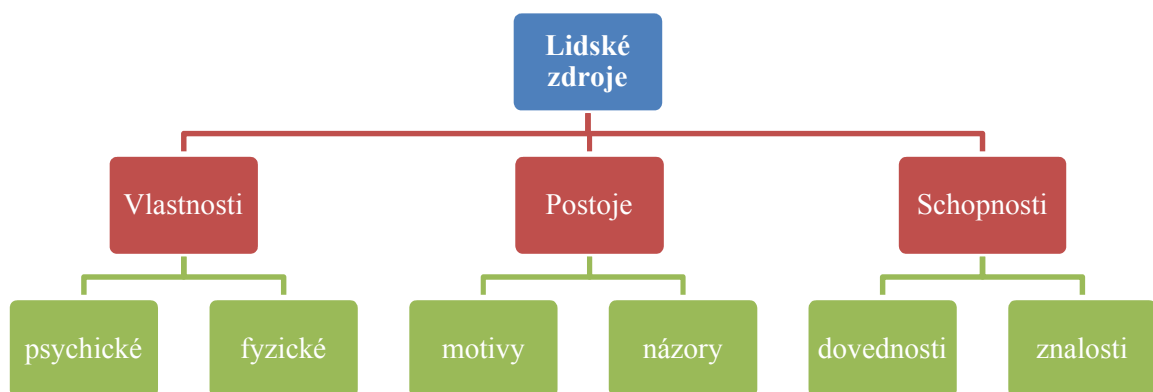 Lidské
zdroje
Vlastnosti
Postoje
Schopnosti
psychické
fyzické
motivy
názory
dovednosti
znalosti